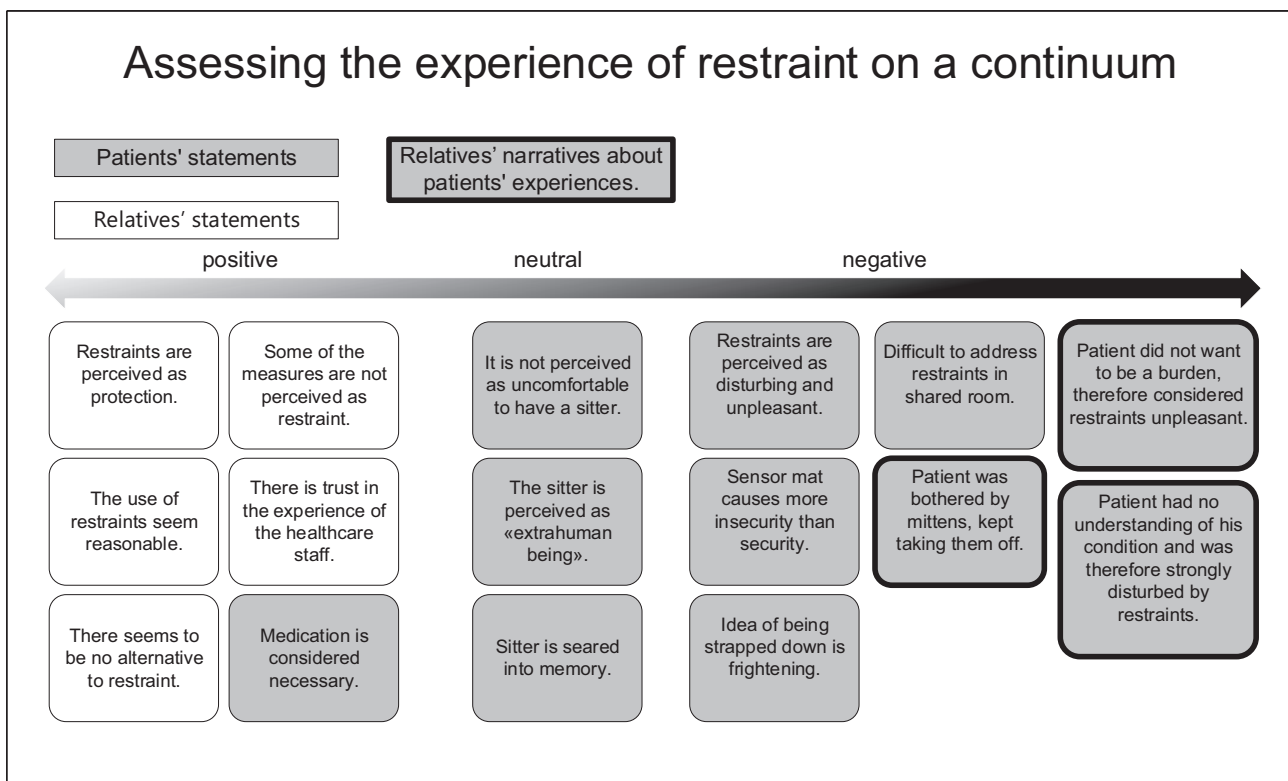 Assessing the experience of restraint on a continuum
Patients' statements
Relatives’ narratives about
patients' experiences.
Relatives’ statements
positive
neutral
negative
Restraints are
perceived as
protection.
Some of the
measures are not
perceived as
restraint.
It is not perceived
as uncomfortable
to have a sitter.
Restraints are
perceived as
disturbing and
unpleasant.
Difficult to address
restraints in
shared room.
Patient did not want
to be a burden,
therefore considered
restraints unpleasant.
The use of
restraints seem
reasonable.
There is trust in
the experience of
the healthcare
staff.
The sitter is
perceived as
«extrahuman
being».
Sensor mat
causes more
insecurity than
security.
Patient was
bothered by
mittens, kept
taking them off.
Patient had no
understanding of his
condition and was
therefore strongly
disturbed by
restraints.
There seems to
be no alternative
to restraint.
Medication is
considered
necessary.
Sitter is seared
into memory.
Idea of being
strapped down is
frightening.